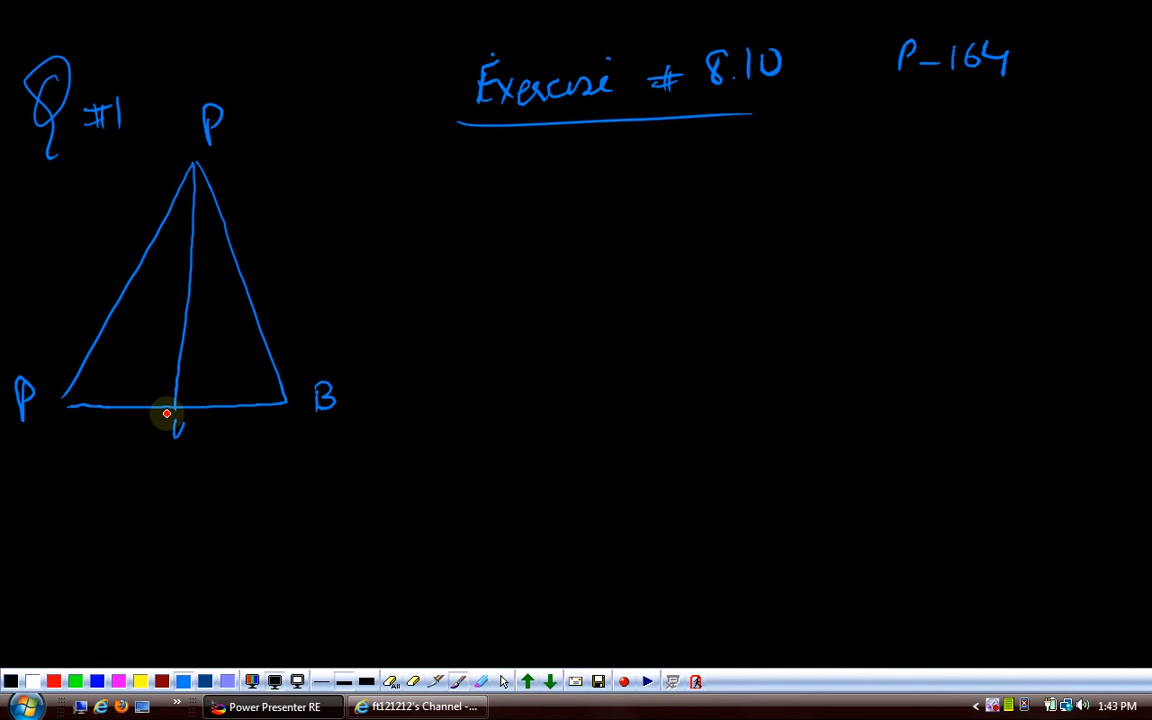 Exercise # 8.10
P-164
Q #1
P
P
B
Power Presenter RE
ft121212's Channel -...
1:43 PM